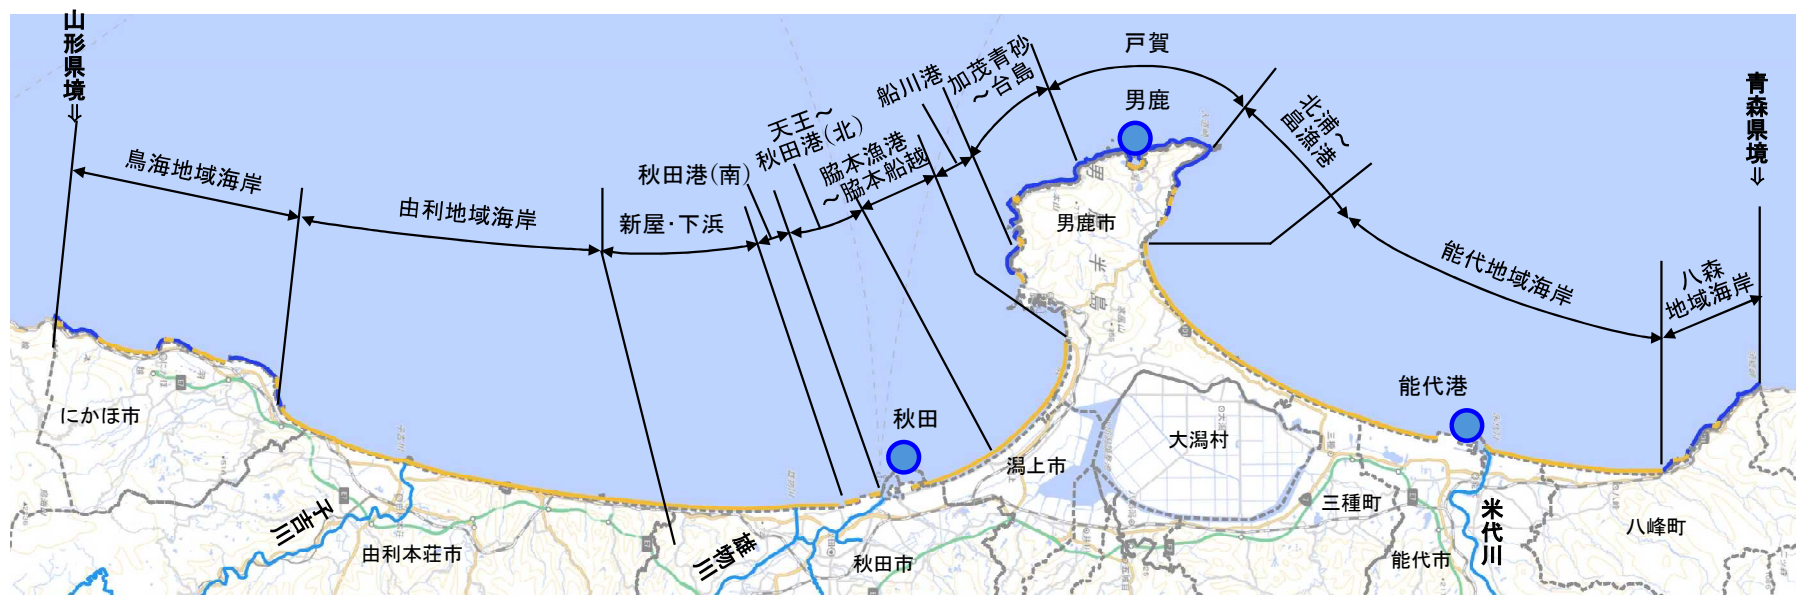 山形県境⇒
鳥海地域海岸
由利地域海岸
新屋・下浜
秋田港(南)
天王～
秋田港(北)
脇本漁港
～脇本船越
船川港
加茂青砂
～台島
戸賀
男鹿
北浦～
畠漁港
能代地域海岸
八森
地域海岸
青森県境⇒
男鹿市
男
半
島
能代港
秋田
にかほ市
大潟村
潟上市
三種町
八峰町
子吉川
由利本荘市
雄物川
秋田市
能代市
米代川